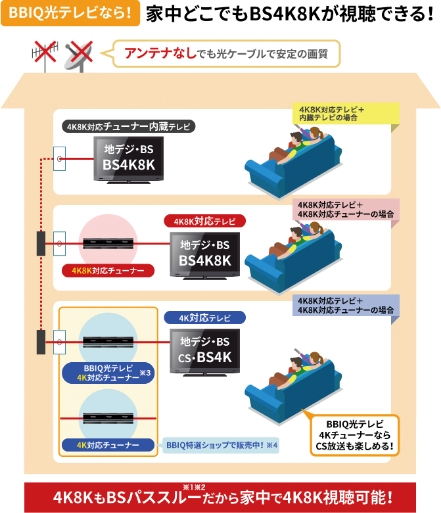 BBIQ光テレビなら!
家中どこでもBS4K8Kが視聴できる!
アンテナなしでも光ケーブルで安定の画質
4K8K対応チューナー内蔵テレビ
地デジ・BS
BS4K8K
4K8K対応テレビ+
内蔵テレビの場合
4K8K対応テレビ
地デジ・BS
BS4K8K
4K8K対応チューナー
4K8K対応テレビ+
4K8K対応チューナーの場合
4K対応テレビ
地デジ・BS
CS・BS4K
BBIQ光テレビ
4K対応チューナー ※3
4K対応チューナー
BBIQ特選ショップで販売中! ※4
4K8K対応テレビ+
4K8K対応チューナーの場合
BBIQ光テレビ
4Kチューナーなら
CS放送も楽しめる!
※1※2
4K8KもBSパススルーだから家中で4K8K視聴可能!